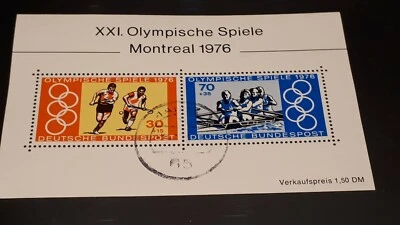 XXI. Olympische Spiele
Montreal 1976
OLYMPISCHE SPIELE 1976
30
+15
DEUTSCHE BUNDESPOST
OLYMPISCHE SPIELE 1976
70
+35
DEUTSCHE BUNDESPOST
65
Verkaufspreis 1,50 DM